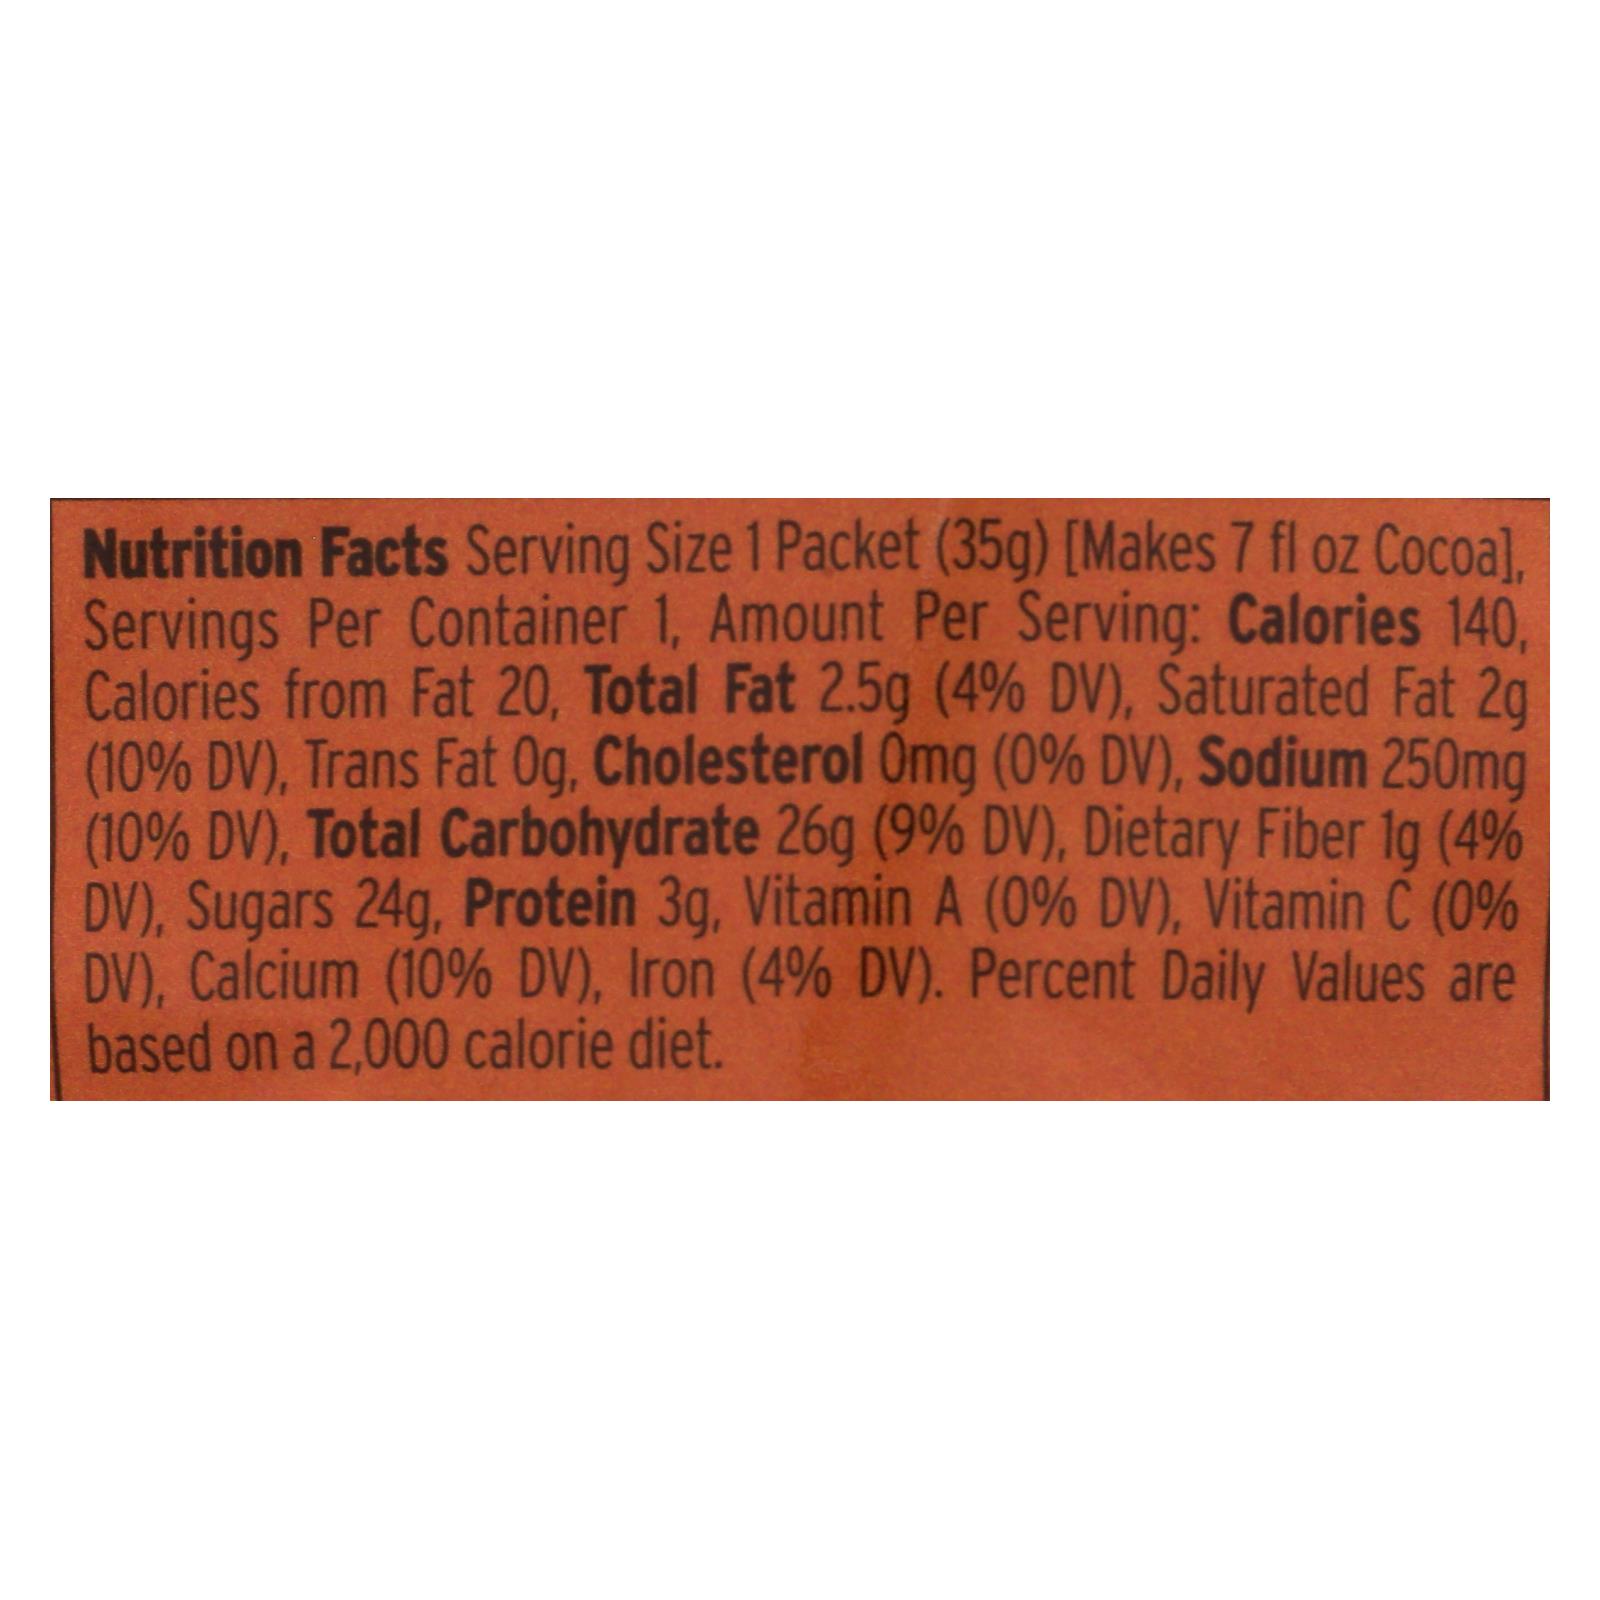 Nutrition Facts Serving Size 1 Packet (35g) [Makes 7 fl oz Cocoa],
Servings Per Container 1, Amount Per Serving: Calories 140,
Calories from Fat 20, Total Fat 2.5g (4% DV), Saturated Fat 2g
(10% DV), Trans Fat 0g, Cholesterol 0mg (0% DV), Sodium 250mg
(10% DV), Total Carbohydrate 26g (9% DV), Dietary Fiber 1g (4%
DV), Sugars 24g, Protein 3g, Vitamin A (0% DV), Vitamin C (0%
DV), Calcium (10% DV), Iron (4% DV). Percent Daily Values are
based on a 2,000 calorie diet.